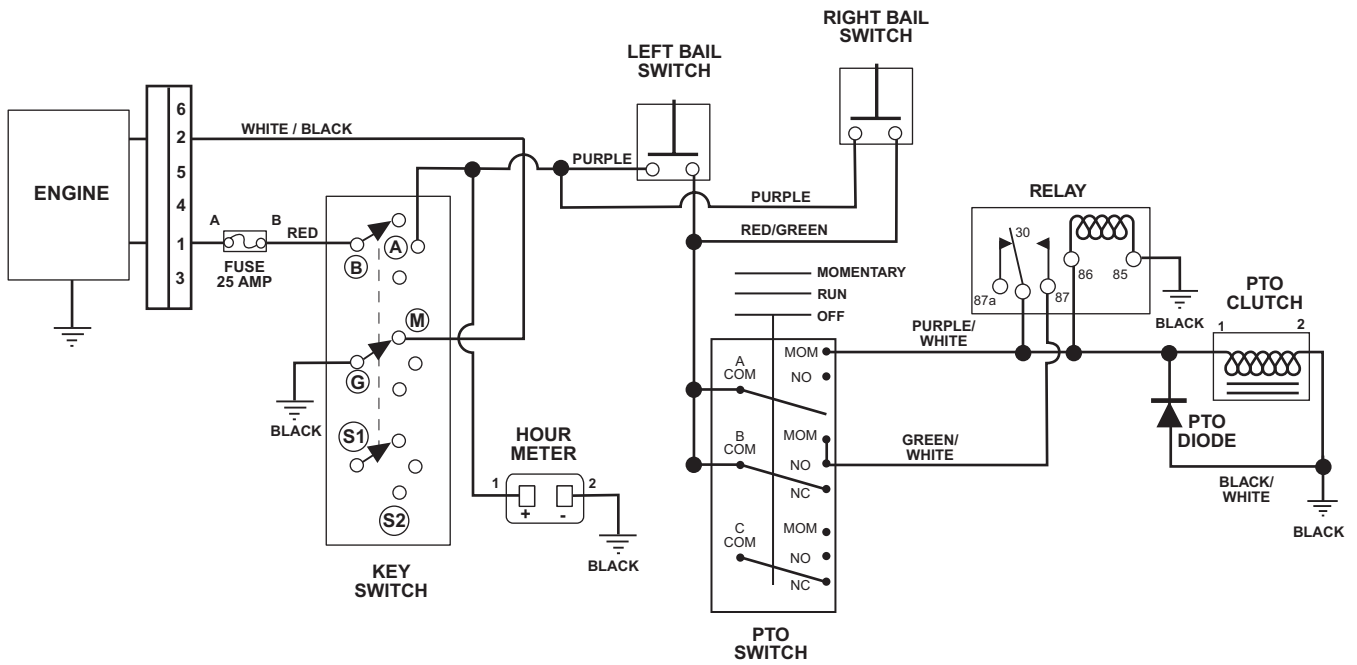 RIGHT BAIL
SWITCH
LEFT BAIL
SWITCH
6
2
5
4
1
3
WHITE / BLACK
ENGINE
A
B
RED
FUSE
25 AMP
PURPLE
PURPLE
RED/GREEN
A
B
M
G
BLACK
S1
S2
KEY
SWITCH
HOUR
METER
1
2
+
-
BLACK
MOMENTARY
RUN
OFF
A
COM
MOM
NO
B
COM
MOM
NO
NC
C
COM
MOM
NO
NC
PTO
SWITCH
RELAY
30
87a
87
86
85
BLACK
PURPLE/
WHITE
GREEN/
WHITE
PTO
CLUTCH
1
2
PTO
DIODE
BLACK/
WHITE
BLACK